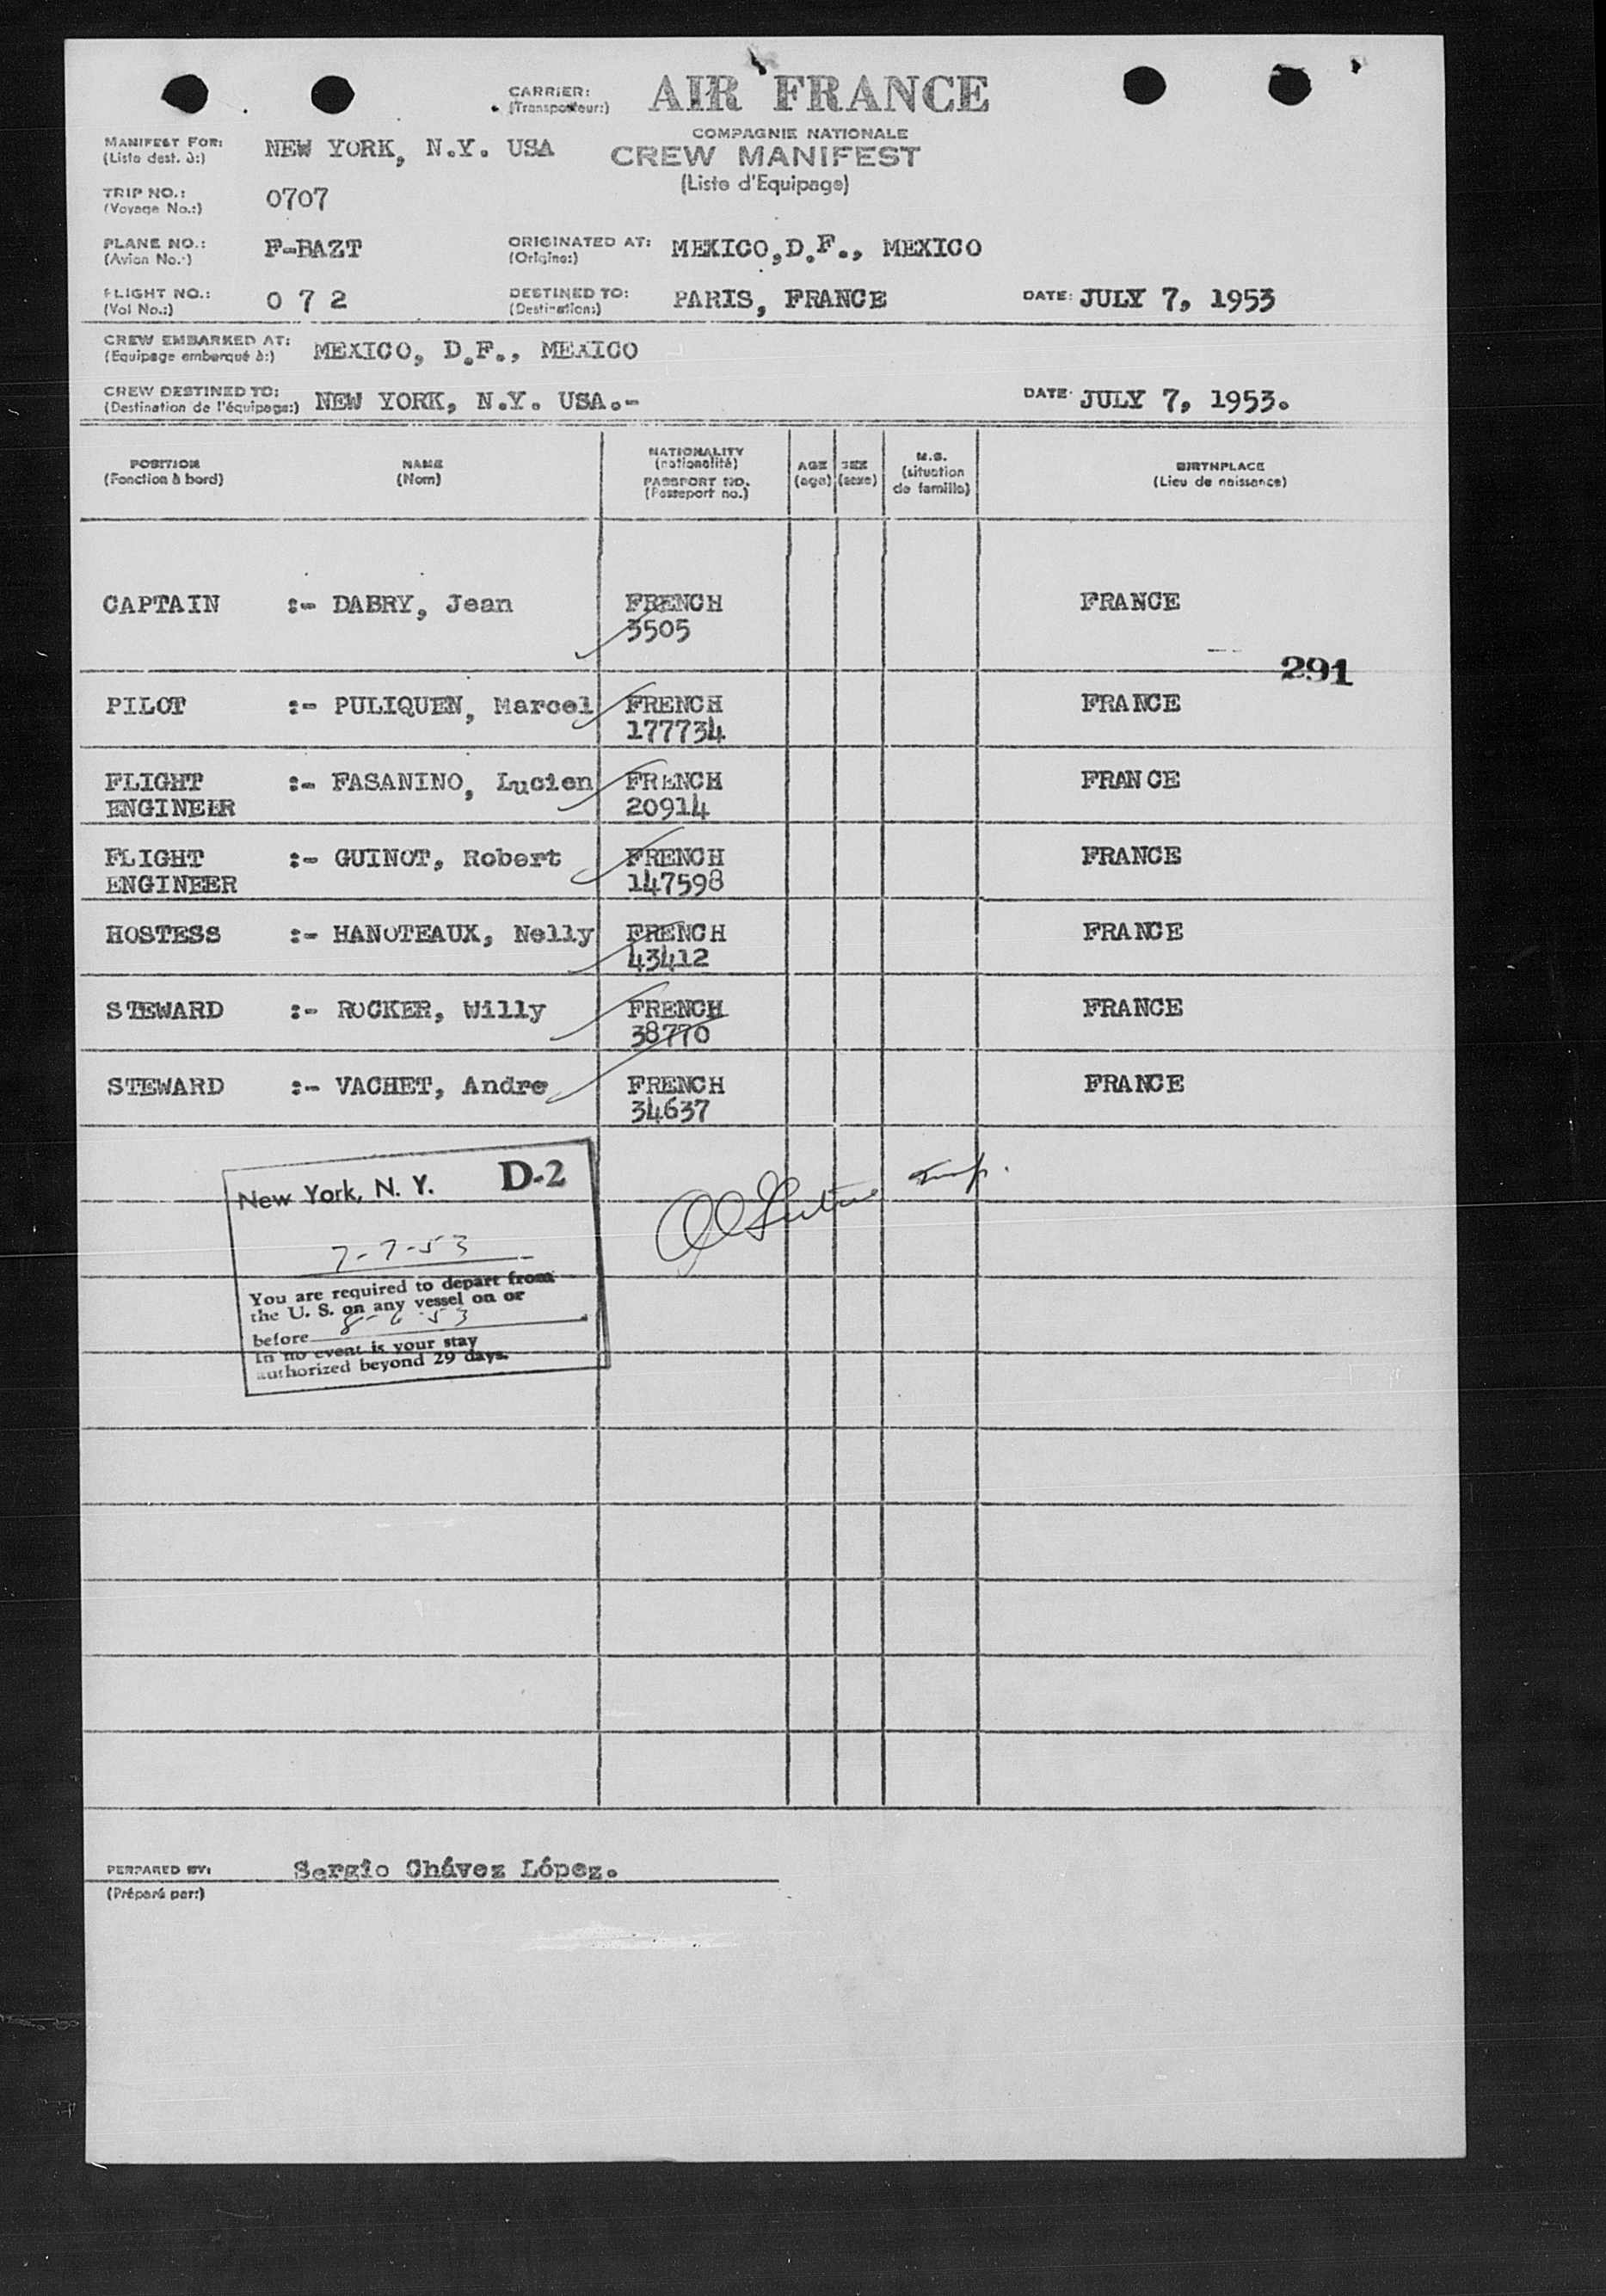 CARRIER: AIR FRANCE
(Transporteur:)
COMPAGNIE NATIONALE
MANIFEST FOR: NEW YORK, N.Y. USA CREW MANIFEST
(Liste dest. à:)
(Liste d'Equipage)
TRIP NO.: 0707
(Voyage No.:)
PLANE NO.: F-BAZT ORIGINATED AT: MEXICO,D.F., MEXICO
(Avion No.:) (Origine:)
FLIGHT NO.: 0 7 2 DESTINED TO: PARIS, FRANCE DATE: JULY 7, 1953
(Vol No.:) (Destination:)
CREW EMBARKED AT: MEXICO, D.F., MEXICO
(Equipage embarqué à:)
CREW DESTINED TO: NEW YORK, N.Y. USA.- DATE: JULY 7, 1953.
(Destination de l'équipage:)
POSITION NAME NATIONALITY AGE SEX M.S. BIRTHPLACE
(Fonction à bord) (Nom) (nationalité) (age) (sexe) (situation (Lieu de naissance)
PASSPORT NO. de famille)
(Passeport no.)
CAPTAIN :- DABRY, Jean FRENCH FRANCE
3505
291
PILOT :- PULIQUEN, Marcel FRENCH FRANCE
177734
FLIGHT :- FASANINO, Lucien FRENCH FRANCE
ENGINEER 20914
FLIGHT :- GUINOT, Robert FRENCH FRANCE
ENGINEER 147598
HOSTESS :- HANOTEAUX, Nelly FRENCH FRANCE
43412
STEWARD :- ROCKER, Willy FRENCH FRANCE
38770
STEWARD :- VACHET, Andre FRENCH FRANCE
34637
New York, N. Y. D-2
7-7-53
You are required to depart from
the U. S. on any vessel on or
before 8-6-53
In no event is your stay
authorized beyond 29 days.
PERPARED BY: Sergio Chávez López.
(Préparé par:)